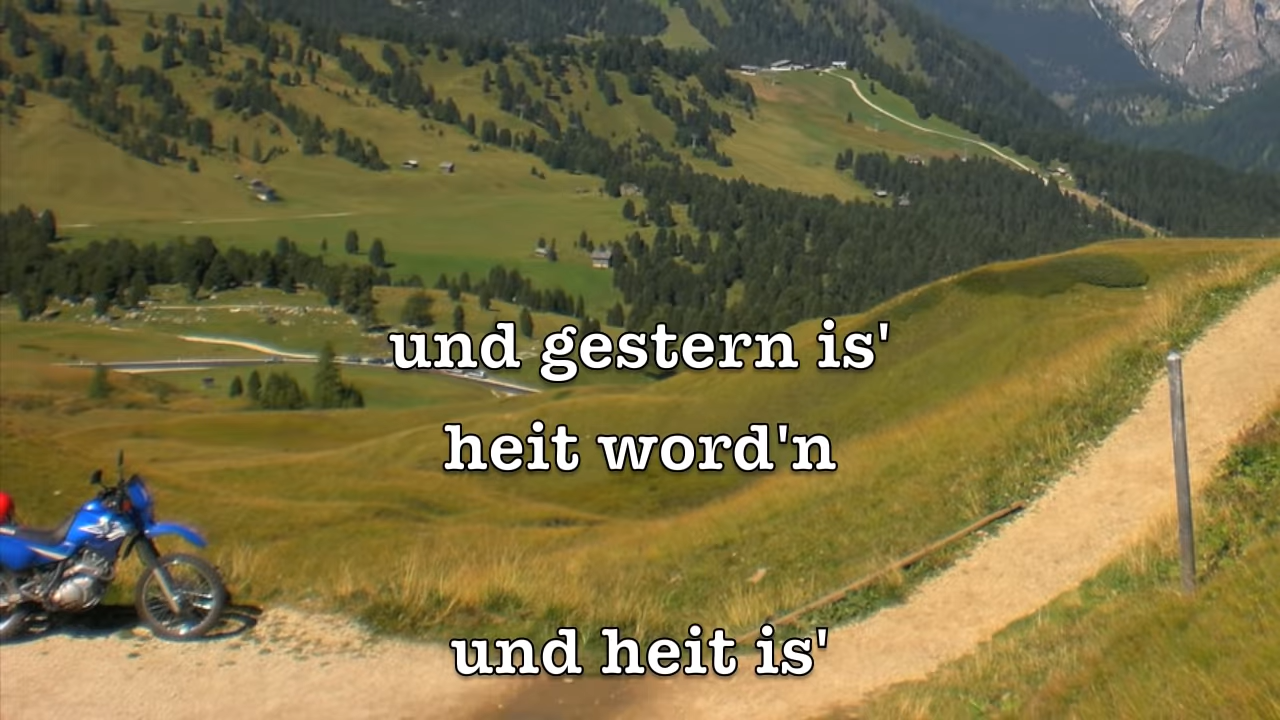 und gestern is'
heit word'n
und heit is'